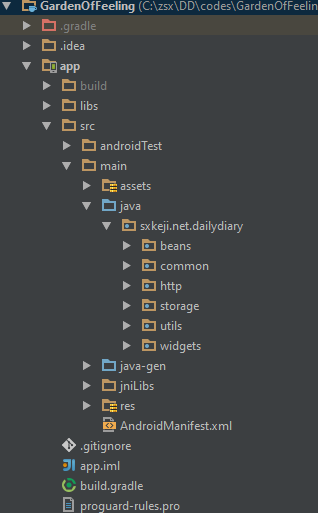 GardenOfFeeling (C:\zsx\DD\codes\GardenOfFeelin
.gradle
.idea
app
build
libs
src
androidTest
main
assets
java
sxkeji.net.dailydiary
beans
common
http
storage
utils
widgets
java-gen
jniLibs
res
AndroidManifest.xml
.gitignore
app.iml
build.gradle
proguard-rules.pro